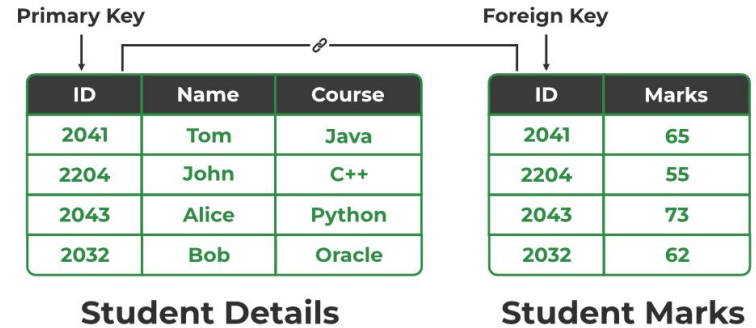 Primary Key
Foreign Key
ID Name Course
2041 Tom Java
2204 John C++
2043 Alice Python
2032 Bob Oracle
Student Details
ID Marks
2041 65
2204 55
2043 73
2032 62
Student Marks